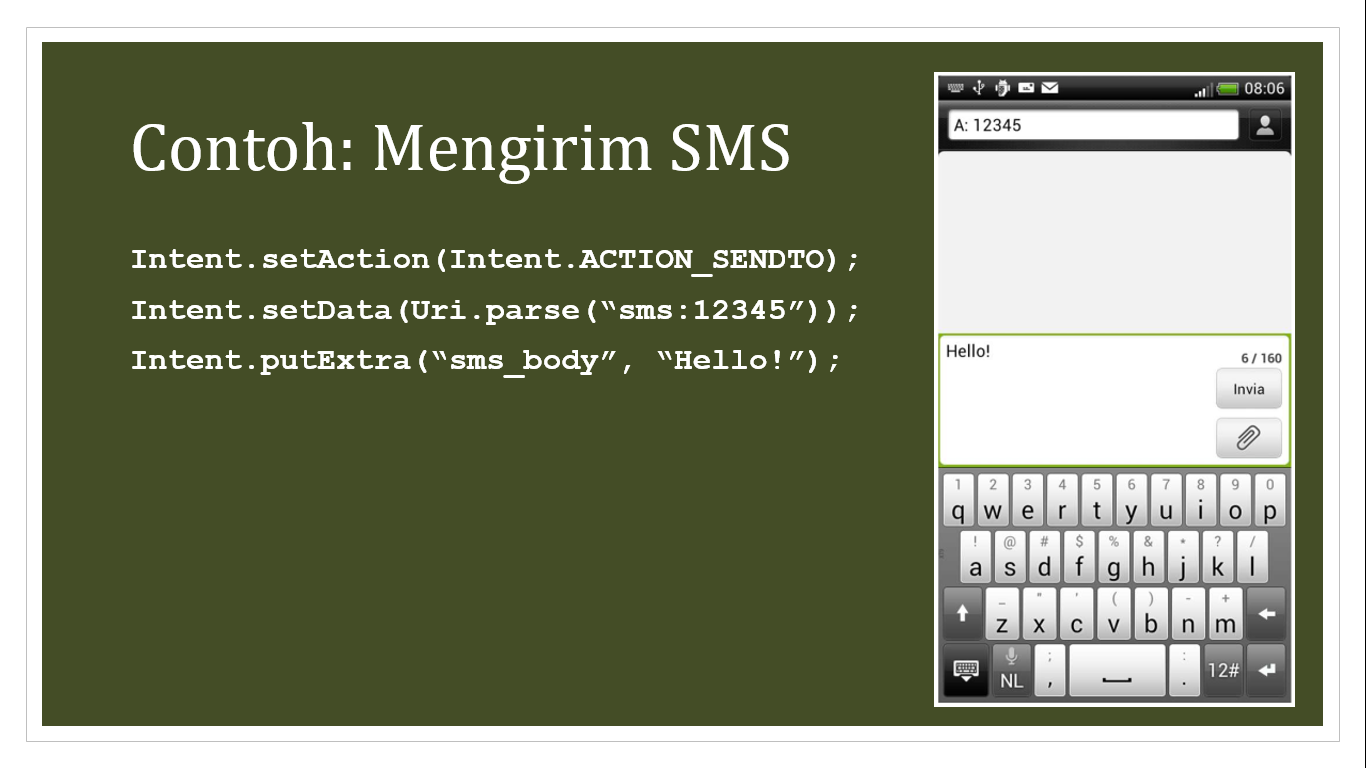 Contoh: Mengirim SMS
Intent.setAction(Intent.ACTION_SENDTO);
Intent.setData(Uri.parse(“sms:12345”));
Intent.putExtra(“sms_body”, “Hello!”);
08:06
A: 12345
Hello!
6 / 160
Invia
1 2 3 4 5 6 7 8 9 0
q w e r t y u i o p
! @ # $ % & * ? /
a s d f g h j k l
_ " ' ( ) - +
z x c v b n m
; :
NL , . 12#